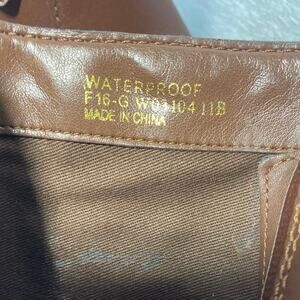 WATERPROOF
F16-G W03104 11B
MADE IN CHINA